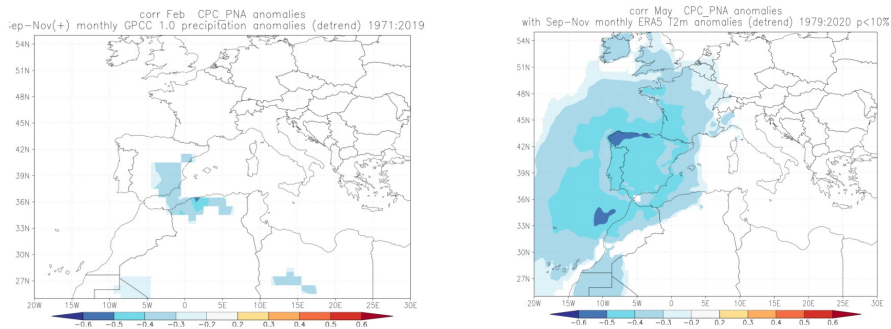 corr Feb CPC_PNA anomalies
Sep-Nov(+) monthly GPCC 1.0 precipitation anomalies (detrend) 1971:2019
54N
51N
48N
45N
42N
39N
36N
33N
30N
27N
20W 15W 10W 5W 0 5E 10E 15E 20E 25E 30E
-0.6 -0.5 -0.4 -0.3 -0.2 0.2 0.3 0.4 0.5 0.6
corr May CPC_PNA anomalies
with Sep-Nov monthly ERA5 T2m anomalies (detrend) 1979:2020 p<10%
54N
51N
48N
45N
42N
39N
36N
33N
30N
27N
20W 15W 10W 5W 0 5E 10E 15E 20E 25E 30E
-0.6 -0.5 -0.4 -0.3 -0.2 0.2 0.3 0.4 0.5 0.6